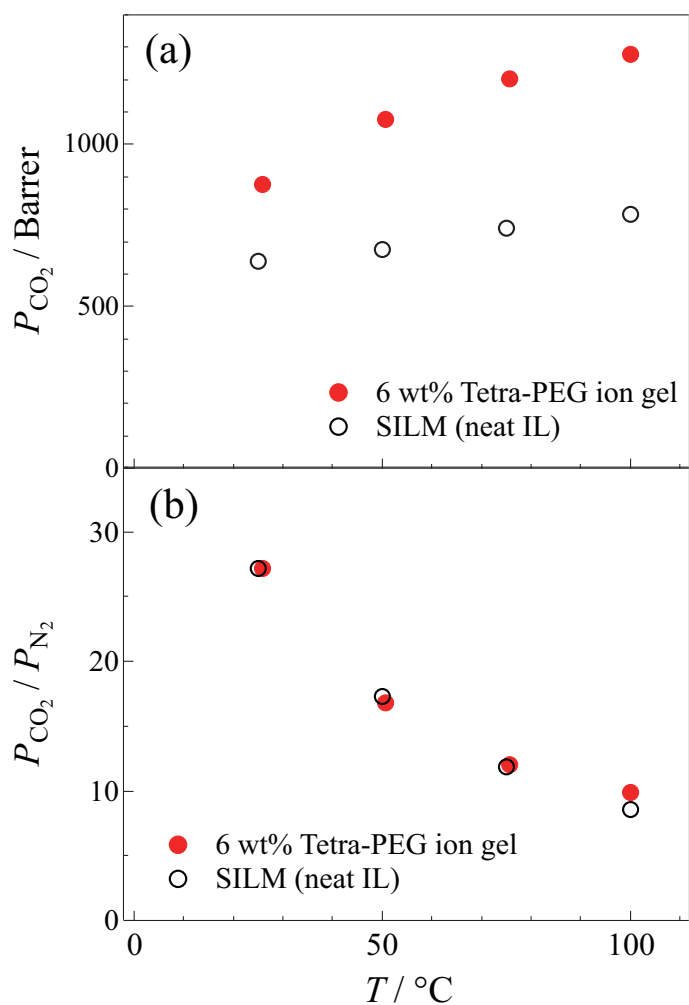 (a)
1000
500
0
P_CO₂ / Barrer
6 wt% Tetra-PEG ion gel
SILM (neat IL)
(b)
30
20
10
0
P_CO₂ / P_N₂
6 wt% Tetra-PEG ion gel
SILM (neat IL)
0 50 100
T / °C